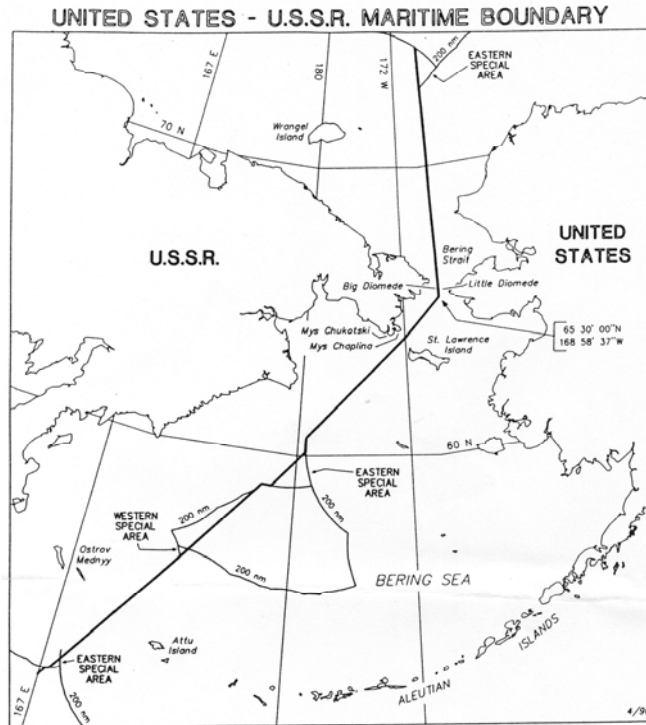 UNITED STATES - U.S.S.R. MARITIME BOUNDARY
200 nm
EASTERN
SPECIAL
AREA
167 E
180
172 W
Wrangel
Island
70 N
U.S.S.R.
UNITED
STATES
Bering
Strait
Big Diomede
Little Diomede
Mys Chukotski
Mys Chaplina
St. Lawrence
Island
65 30' 00"N
168 58' 37"W
60 N
EASTERN
SPECIAL
AREA
200 nm
200 nm
WESTERN
SPECIAL
AREA
Ostrov
Mednyy
200 nm
BERING SEA
Attu
Island
EASTERN
SPECIAL
AREA
167 E
200 nm
ALEUTIAN
ISLANDS